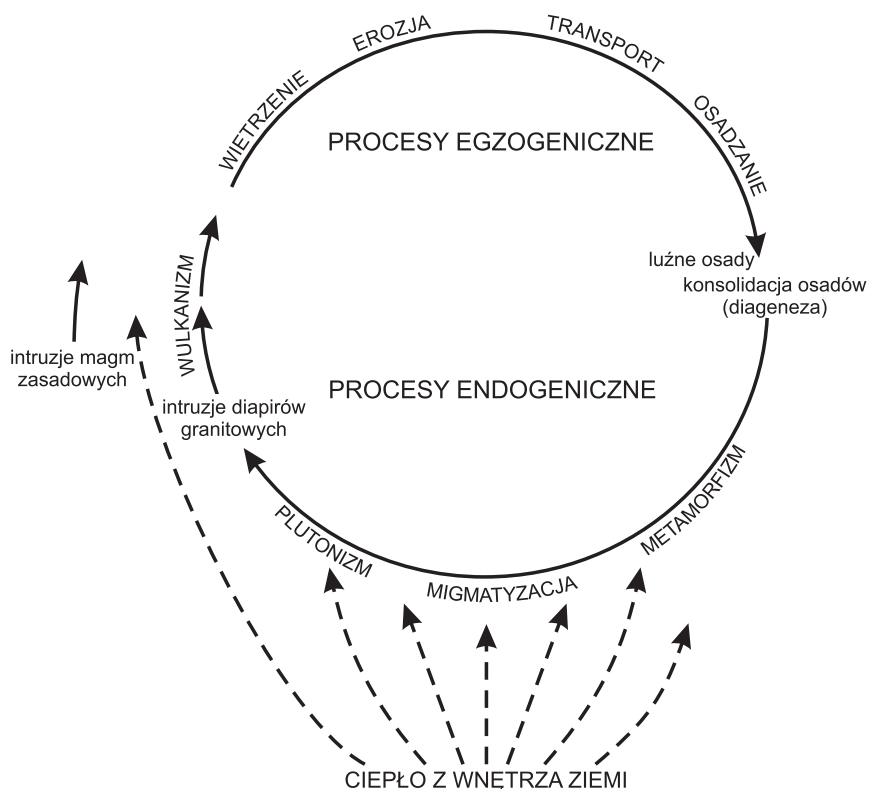 EROZJA
TRANSPORT
WIETRZENIE
OSADZANIE
PROCESY EGZOGENICZNE
luźne osady
konsolidacja osadów
(diageneza)
WULKANIZM
intruzje magm
zasadowych
PROCESY ENDOGENICZNE
intruzje diapirów
granitowych
METAMORFIZM
PLUTONIZM
MIGMATYZACJA
CIEPŁO Z WNĘTRZA ZIEMI